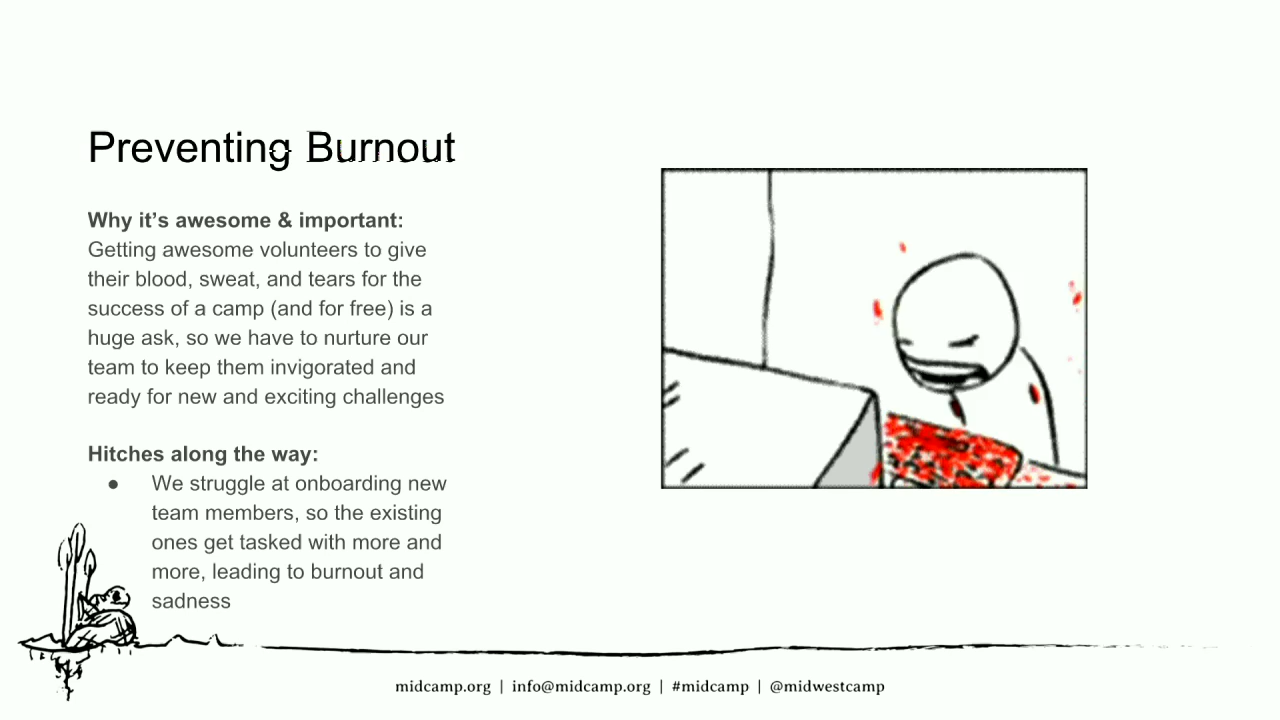 Preventing Burnout
Why it’s awesome & important:
Getting awesome volunteers to give
their blood, sweat, and tears for the
success of a camp (and for free) is a
huge ask, so we have to nurture our
team to keep them invigorated and
ready for new and exciting challenges
Hitches along the way:
● We struggle at onboarding new
team members, so the existing
ones get tasked with more and
more, leading to burnout and
sadness
midcamp.org | info@midcamp.org | #midcamp | @midwestcamp